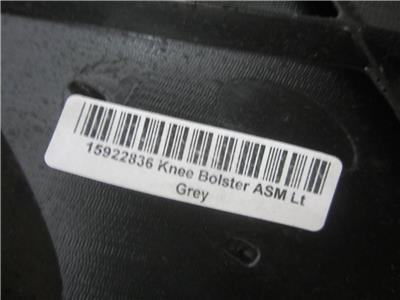 15922836 Knee Bolster ASM Lt
Grey